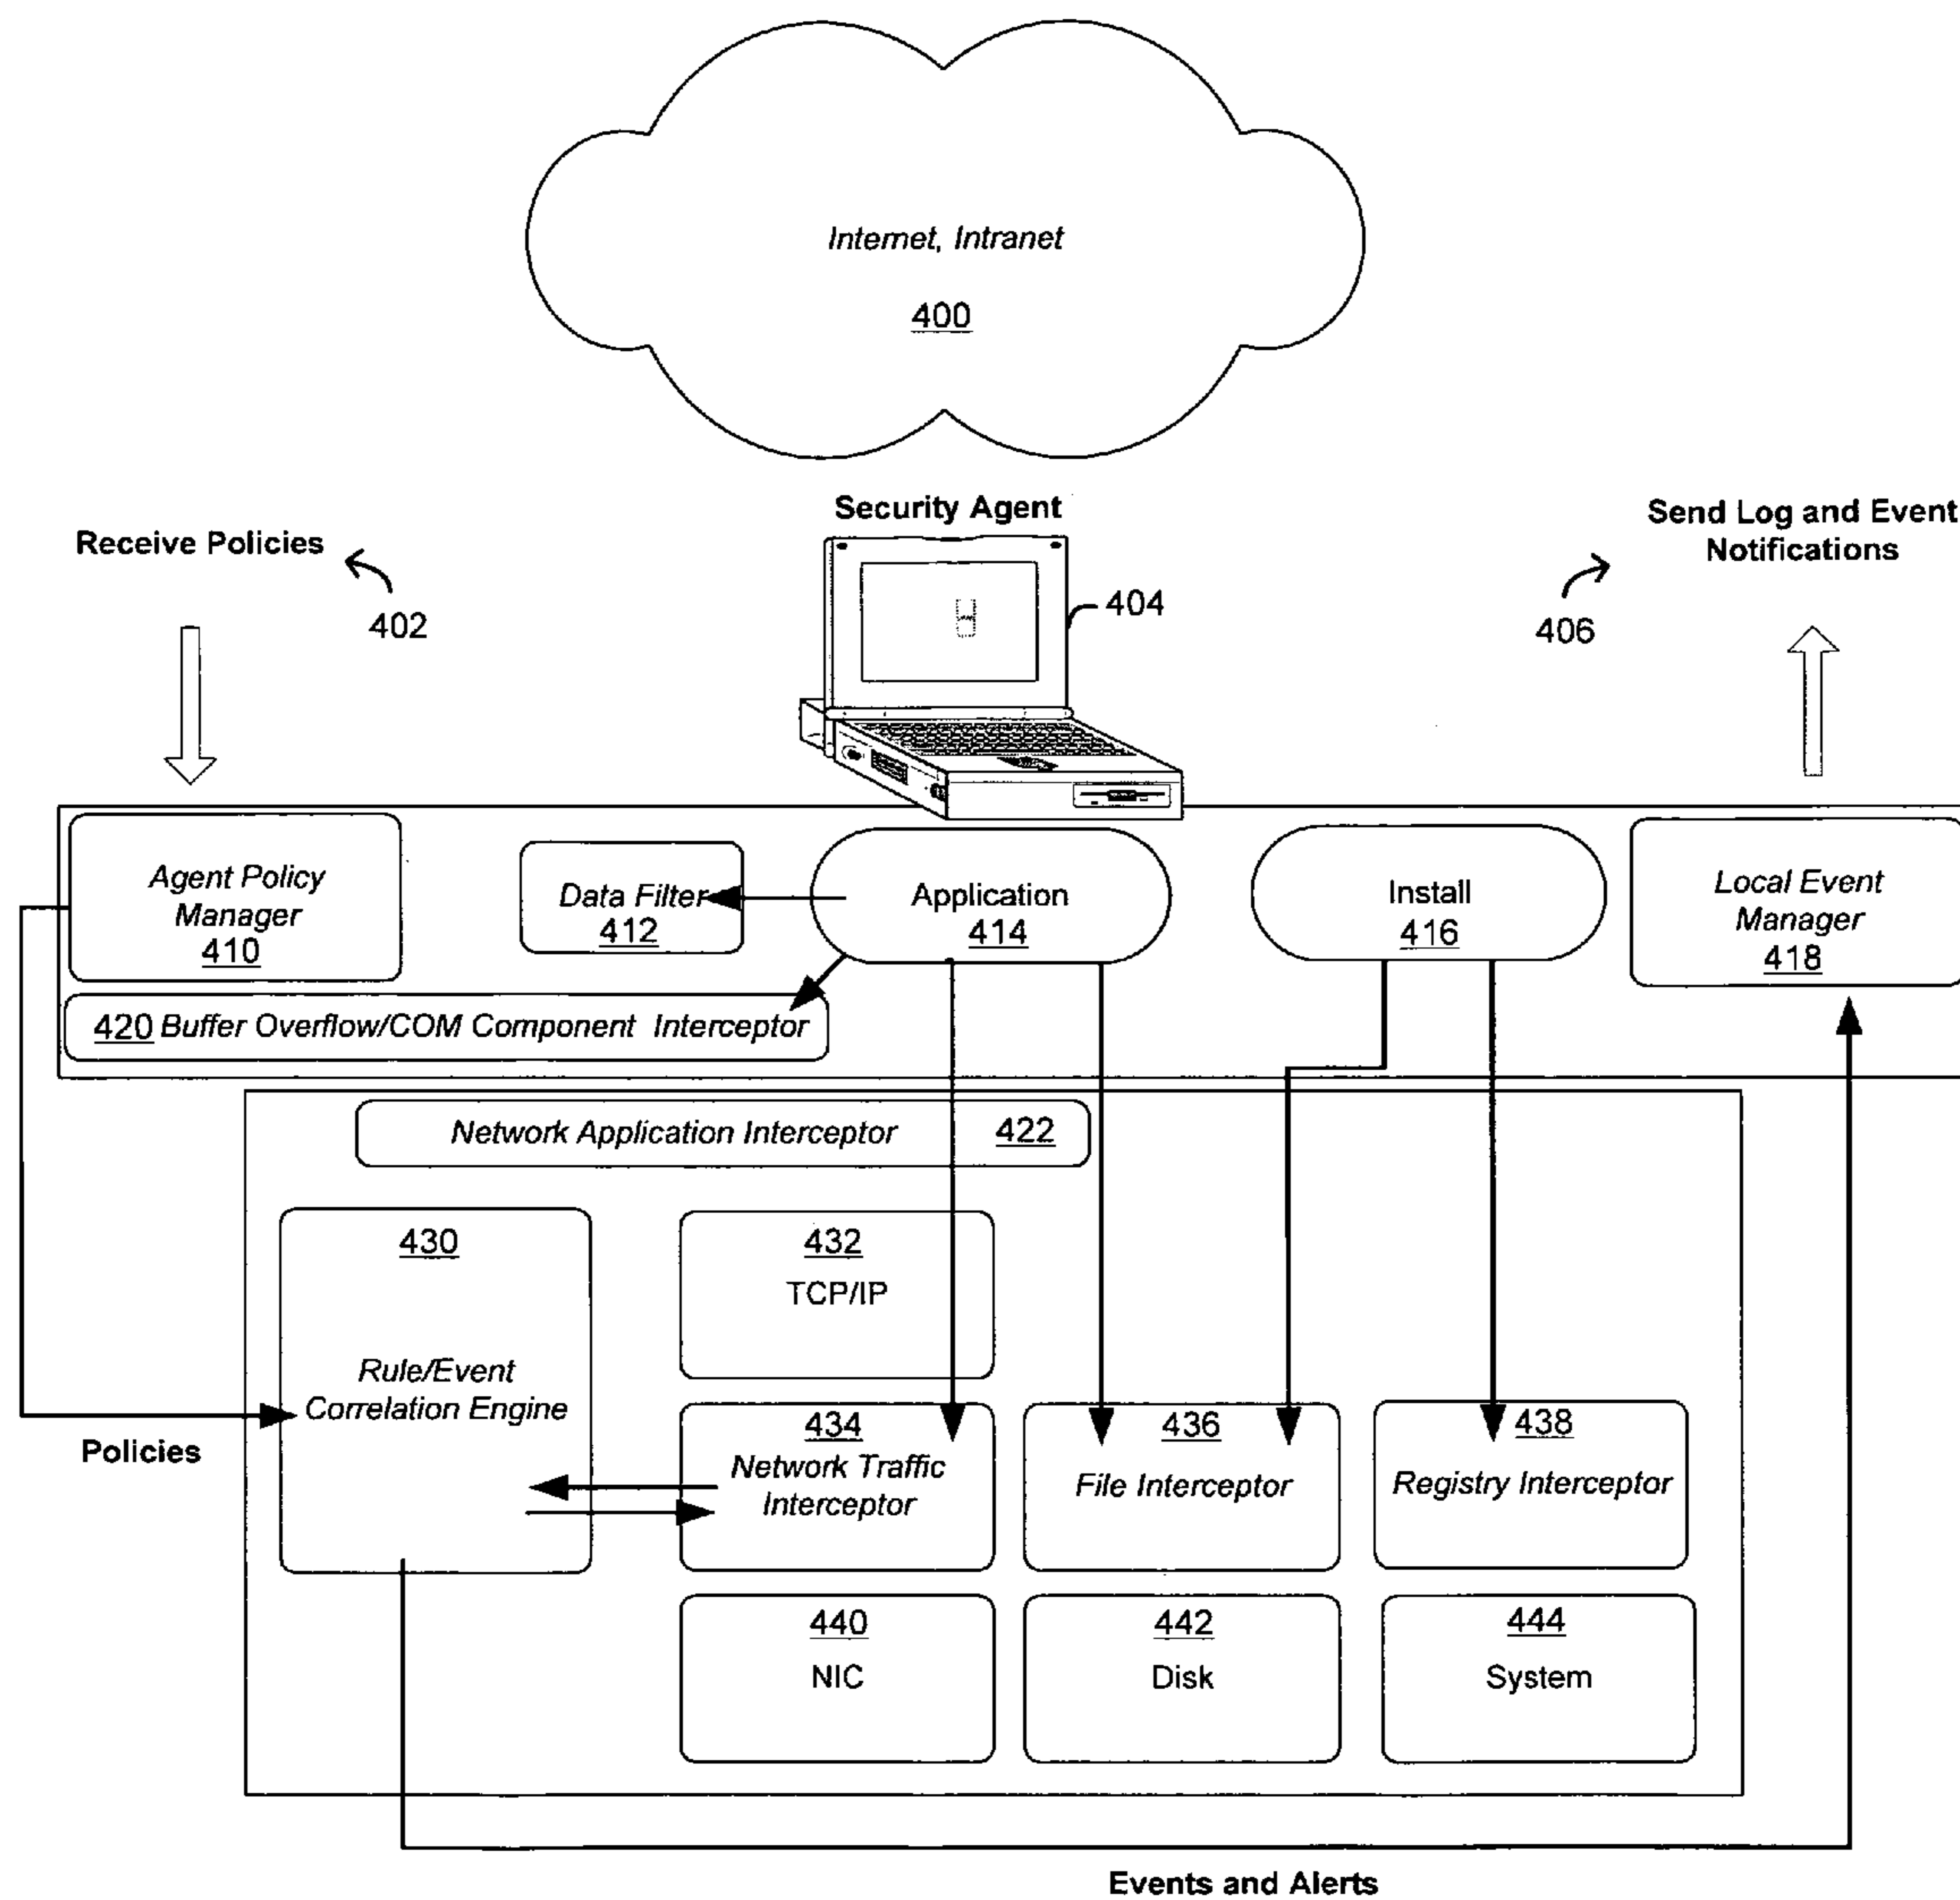 Internet, Intranet
400
Security Agent
Receive Policies
402
404
Send Log and Event
Notifications
406
Agent Policy
Manager
410
Data Filter
412
Application
414
Install
416
Local Event
Manager
418
420 Buffer Overflow/COM Component Interceptor
Network Application Interceptor 422
430
Rule/Event
Correlation Engine
432
TCP/IP
Policies
434
Network Traffic
Interceptor
436
File Interceptor
438
Registry Interceptor
440
NIC
442
Disk
444
System
Events and Alerts